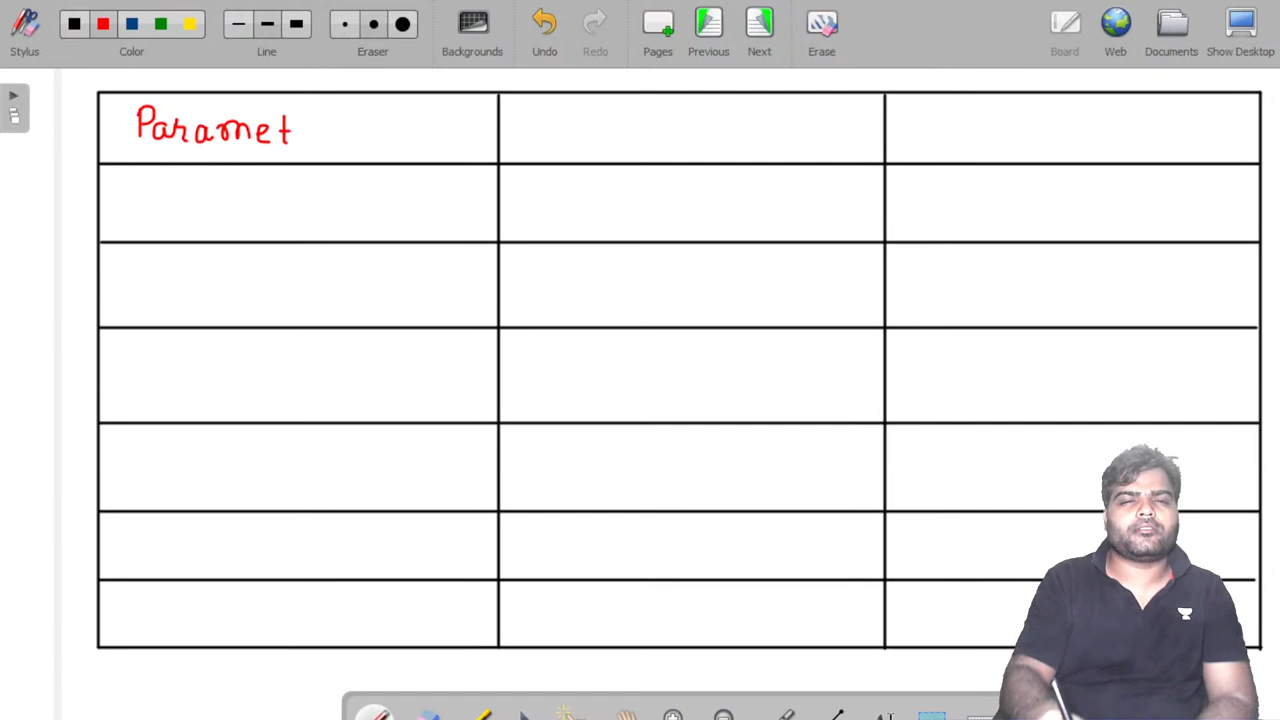 Stylus
Color
Line
Eraser
Backgrounds
Undo
Redo
Pages
Previous
Next
Erase
Board
Web
Documents
Show Desktop
Paramet